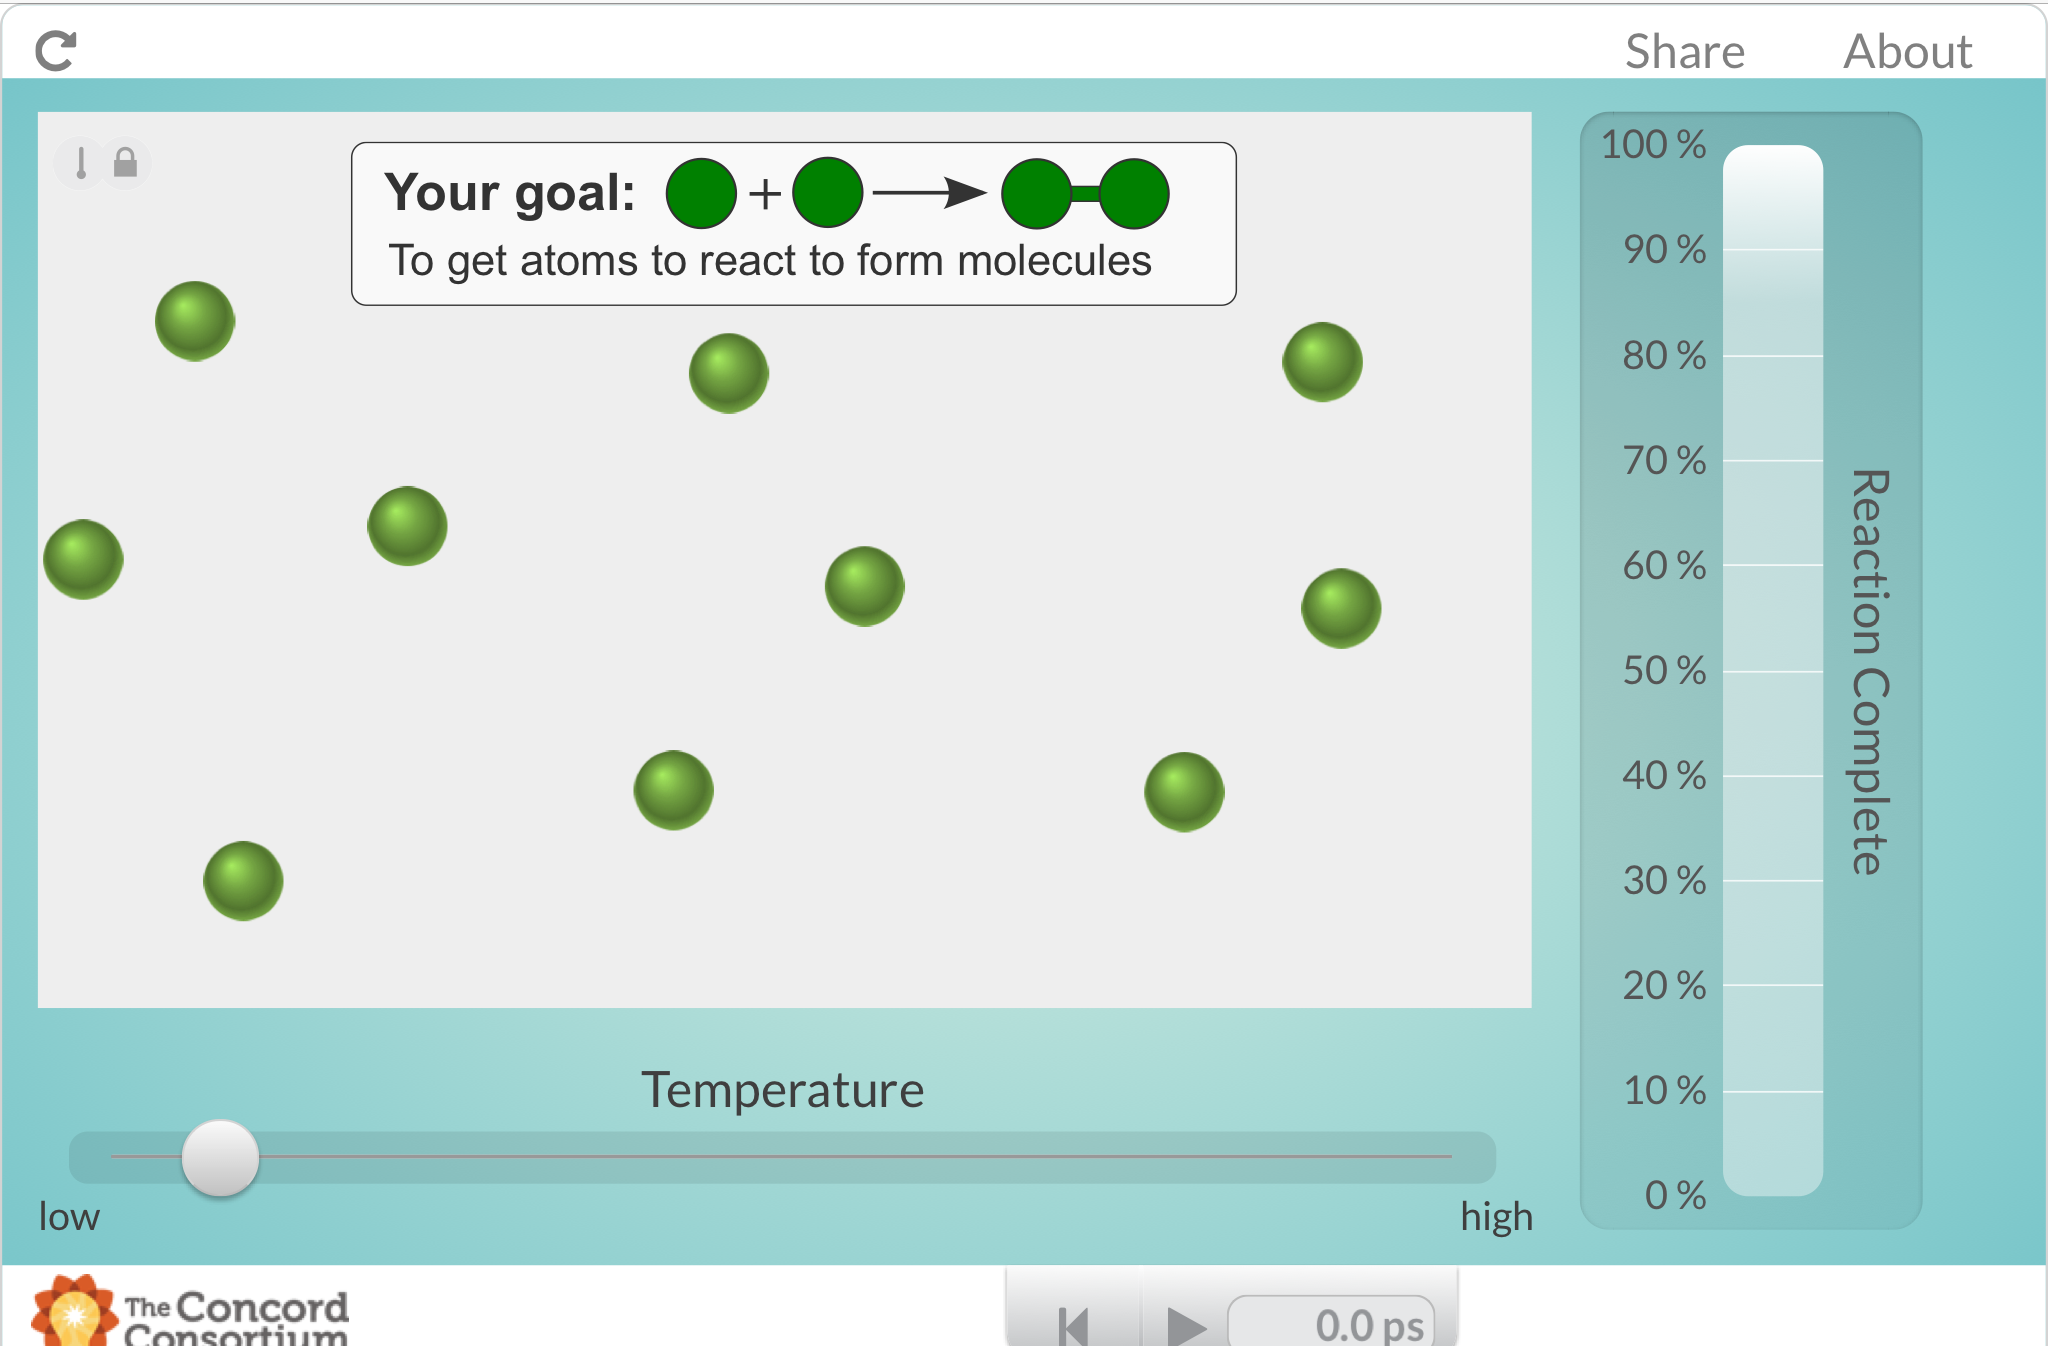 Share About
Your goal: +
To get atoms to react to form molecules
100 %
90 %
80 %
70 %
60 %
50 %
40 %
30 %
20 %
10 %
0 %
Reaction Complete
Temperature
low high
The Concord
Consortium
0.0 ps